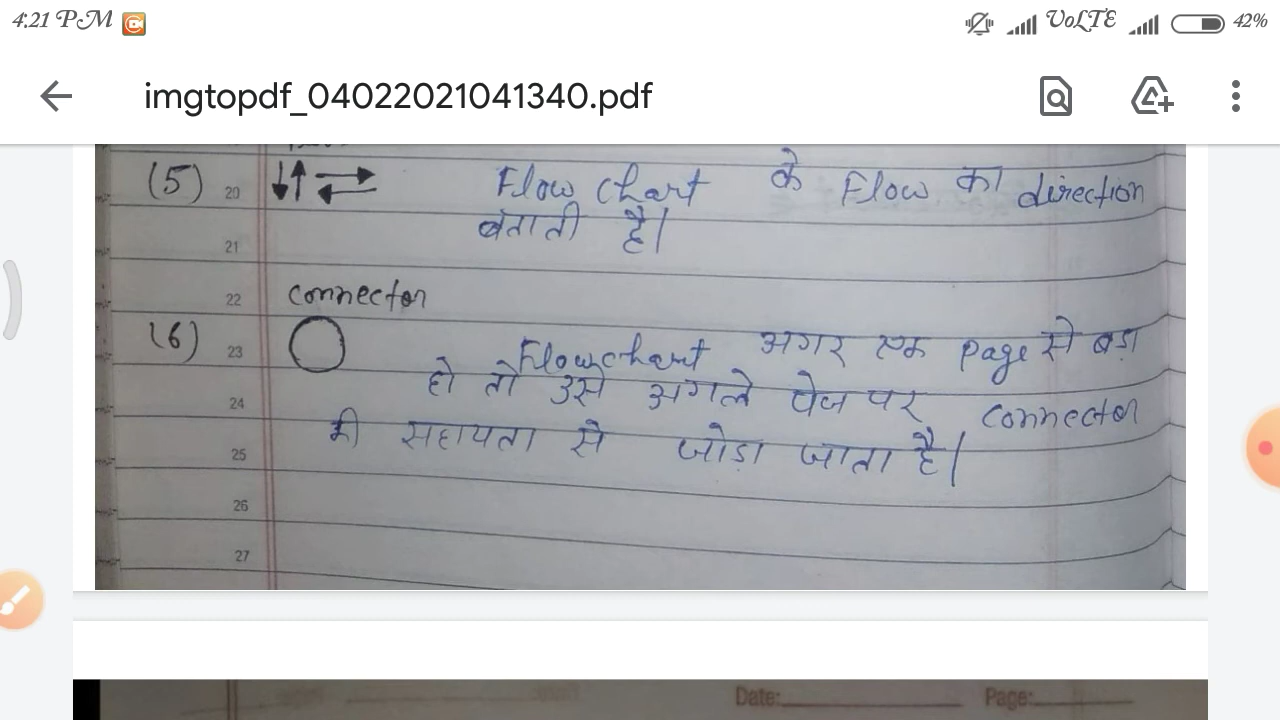 4:21 PM VoLTE 42%
imgtopdf_04022021041340.pdf
(5) 20 Flow chart के Flow का direction
बताती है।
21
22 connector
(6) 23 Flowchart अगर एक page से बड़ा
हो तो उसे अगले पेज पर connector
24
की सहायता से जोड़ा जाता है।
25
26
27
Date: Page: